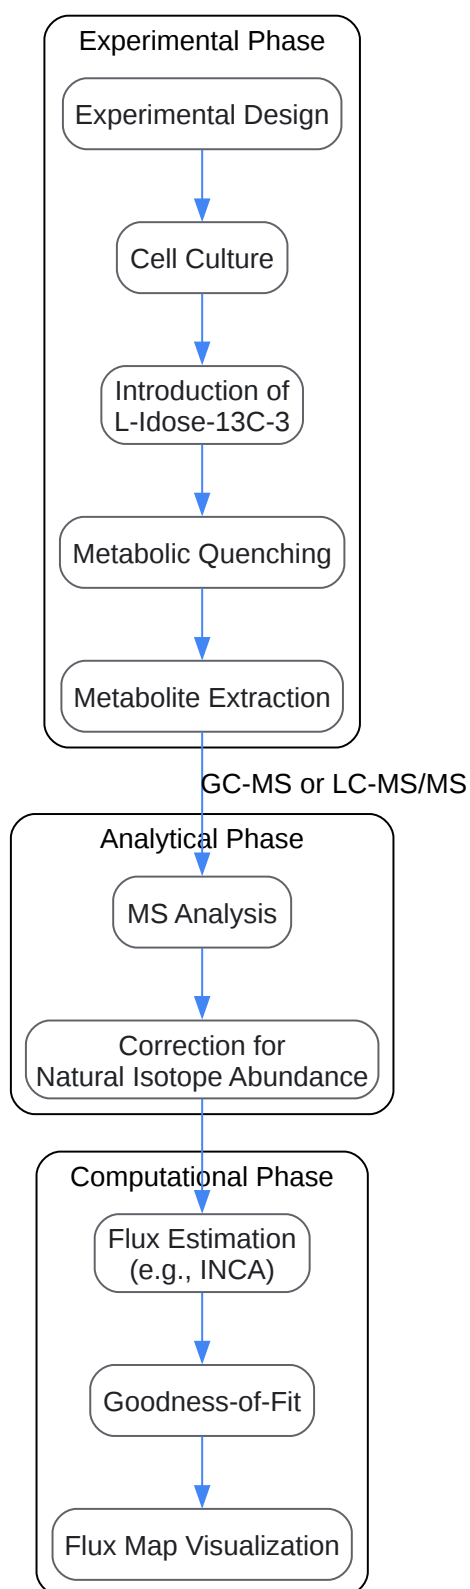 Experimental Phase
Experimental Design
Cell Culture
Introduction of
L-Idose-13C-3
Metabolic Quenching
Metabolite Extraction
GC-MS or LC-MS/MS
Analytical Phase
MS Analysis
Correction for
Natural Isotope Abundance
Computational Phase
Flux Estimation
(e.g., INCA)
Goodness-of-Fit
Flux Map Visualization